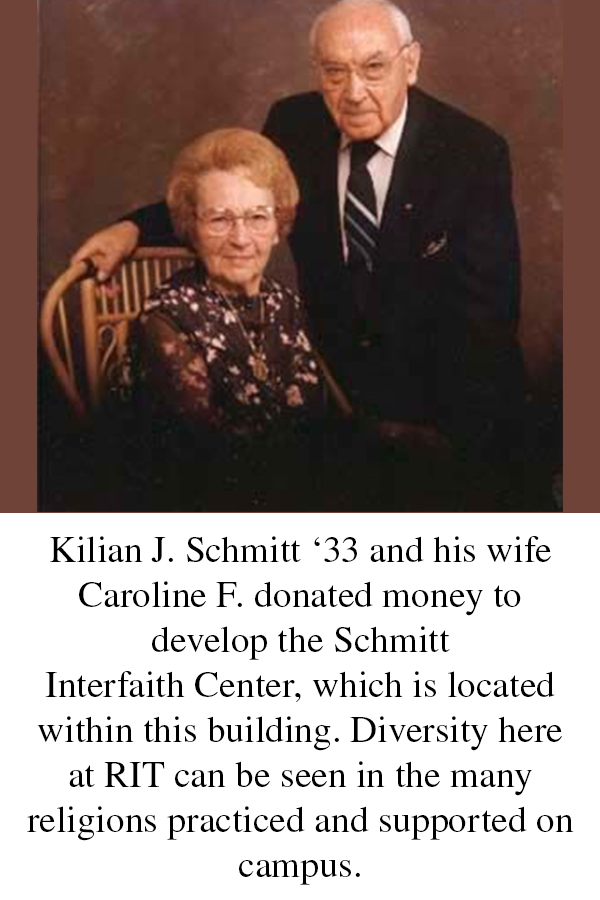 Kilian J. Schmitt ‘33 and his wife
Caroline F. donated money to
develop the Schmitt
Interfaith Center, which is located
within this building. Diversity here
at RIT can be seen in the many
religions practiced and supported on
campus.